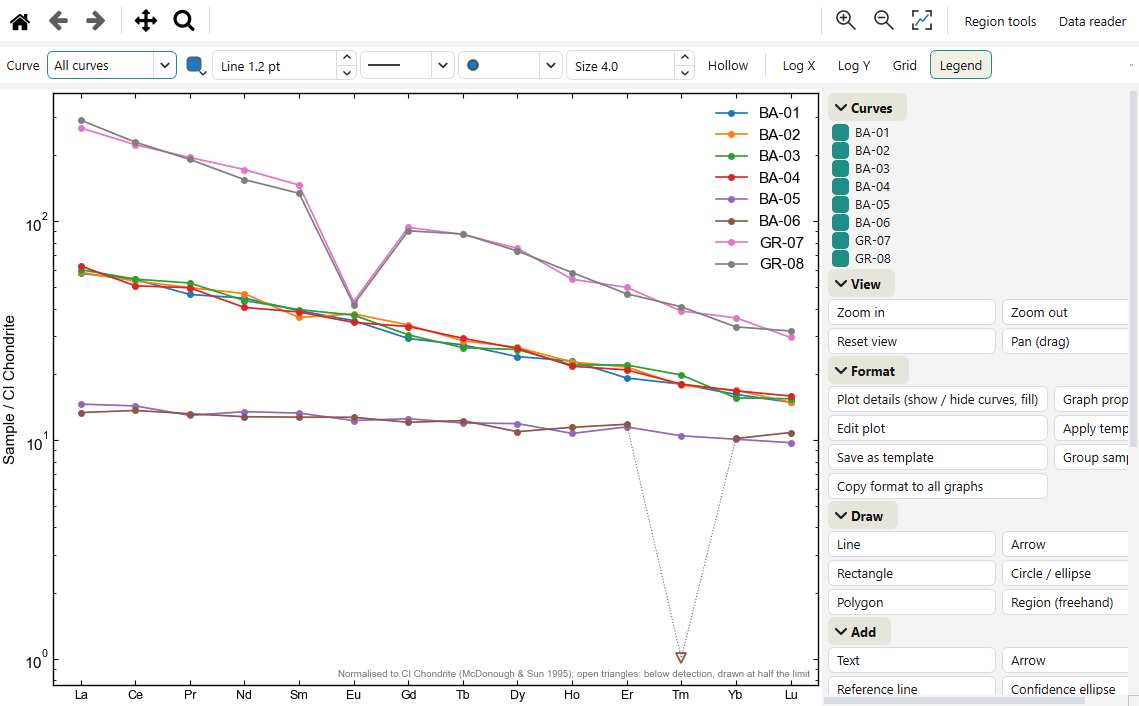 Region tools Data reader
Curve All curves Line 1.2 pt Size 4.0 Hollow Log X Log Y Grid Legend
Sample / CI Chondrite
10^2
10^1
10^0
BA-01
BA-02
BA-03
BA-04
BA-05
BA-06
GR-07
GR-08
Normalised to CI Chondrite (McDonough & Sun 1995); open triangles: below detection, drawn at half the limit
La Ce Pr Nd Sm Eu Gd Tb Dy Ho Er Tm Yb Lu
Curves
BA-01
BA-02
BA-03
BA-04
BA-05
BA-06
GR-07
GR-08
View
Zoom in Zoom out
Reset view Pan (drag)
Format
Plot details (show / hide curves, fill) Graph prop
Edit plot Apply temp
Save as template Group samp
Copy format to all graphs
Draw
Line Arrow
Rectangle Circle / ellipse
Polygon Region (freehand)
Add
Text Arrow
Reference line Confidence ellipse